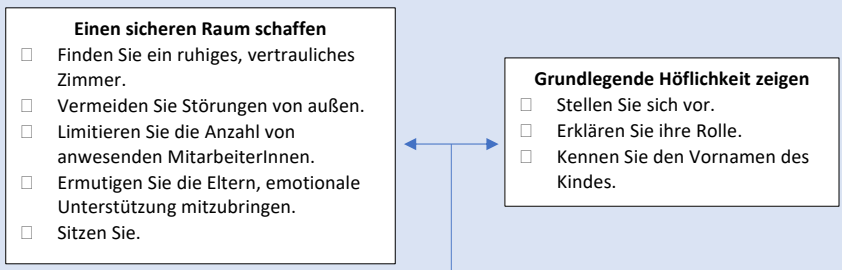 Einen sicheren Raum schaffen
☐ Finden Sie ein ruhiges, vertrauliches
Zimmer.
☐ Vermeiden Sie Störungen von außen.
☐ Limitieren Sie die Anzahl von
anwesenden MitarbeiterInnen.
☐ Ermutigen Sie die Eltern, emotionale
Unterstützung mitzubringen.
☐ Sitzen Sie.
Grundlegende Höflichkeit zeigen
☐ Stellen Sie sich vor.
☐ Erklären Sie ihre Rolle.
☐ Kennen Sie den Vornamen des
Kindes.